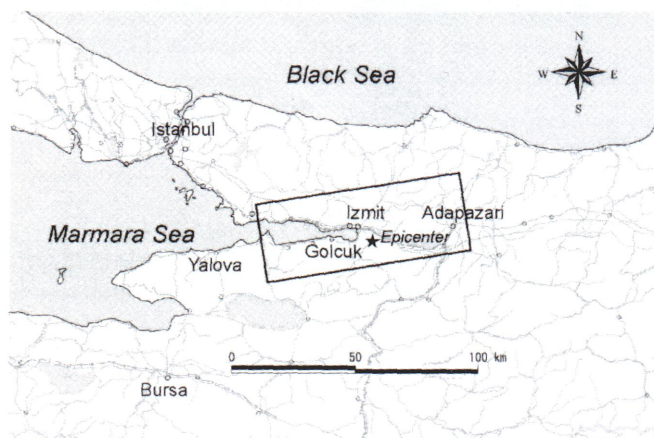 N
Black Sea
W E
S
Istanbul
Izmit Adapazari
Marmara Sea
Golcuk Epicenter
Yalova
0 50 100 km
Bursa